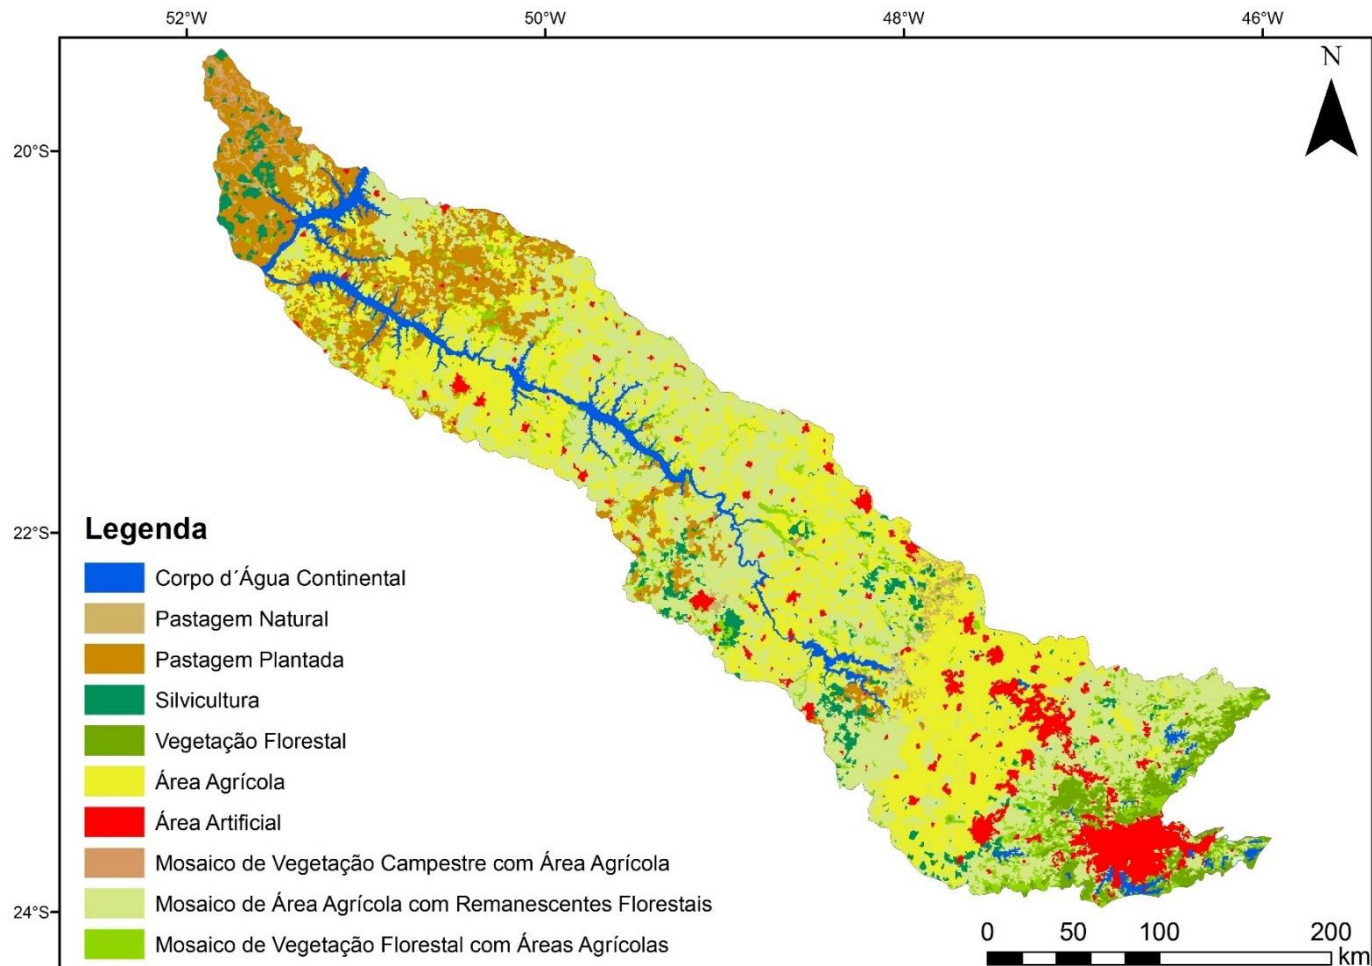 52°W 50°W 48°W 46°W
N
20°S
22°S
24°S
Legenda
Corpo d´Água Continental
Pastagem Natural
Pastagem Plantada
Silvicultura
Vegetação Florestal
Área Agrícola
Área Artificial
Mosaico de Vegetação Campestre com Área Agrícola
Mosaico de Área Agrícola com Remanescentes Florestais
Mosaico de Vegetação Florestal com Áreas Agrícolas
0 50 100 200
km